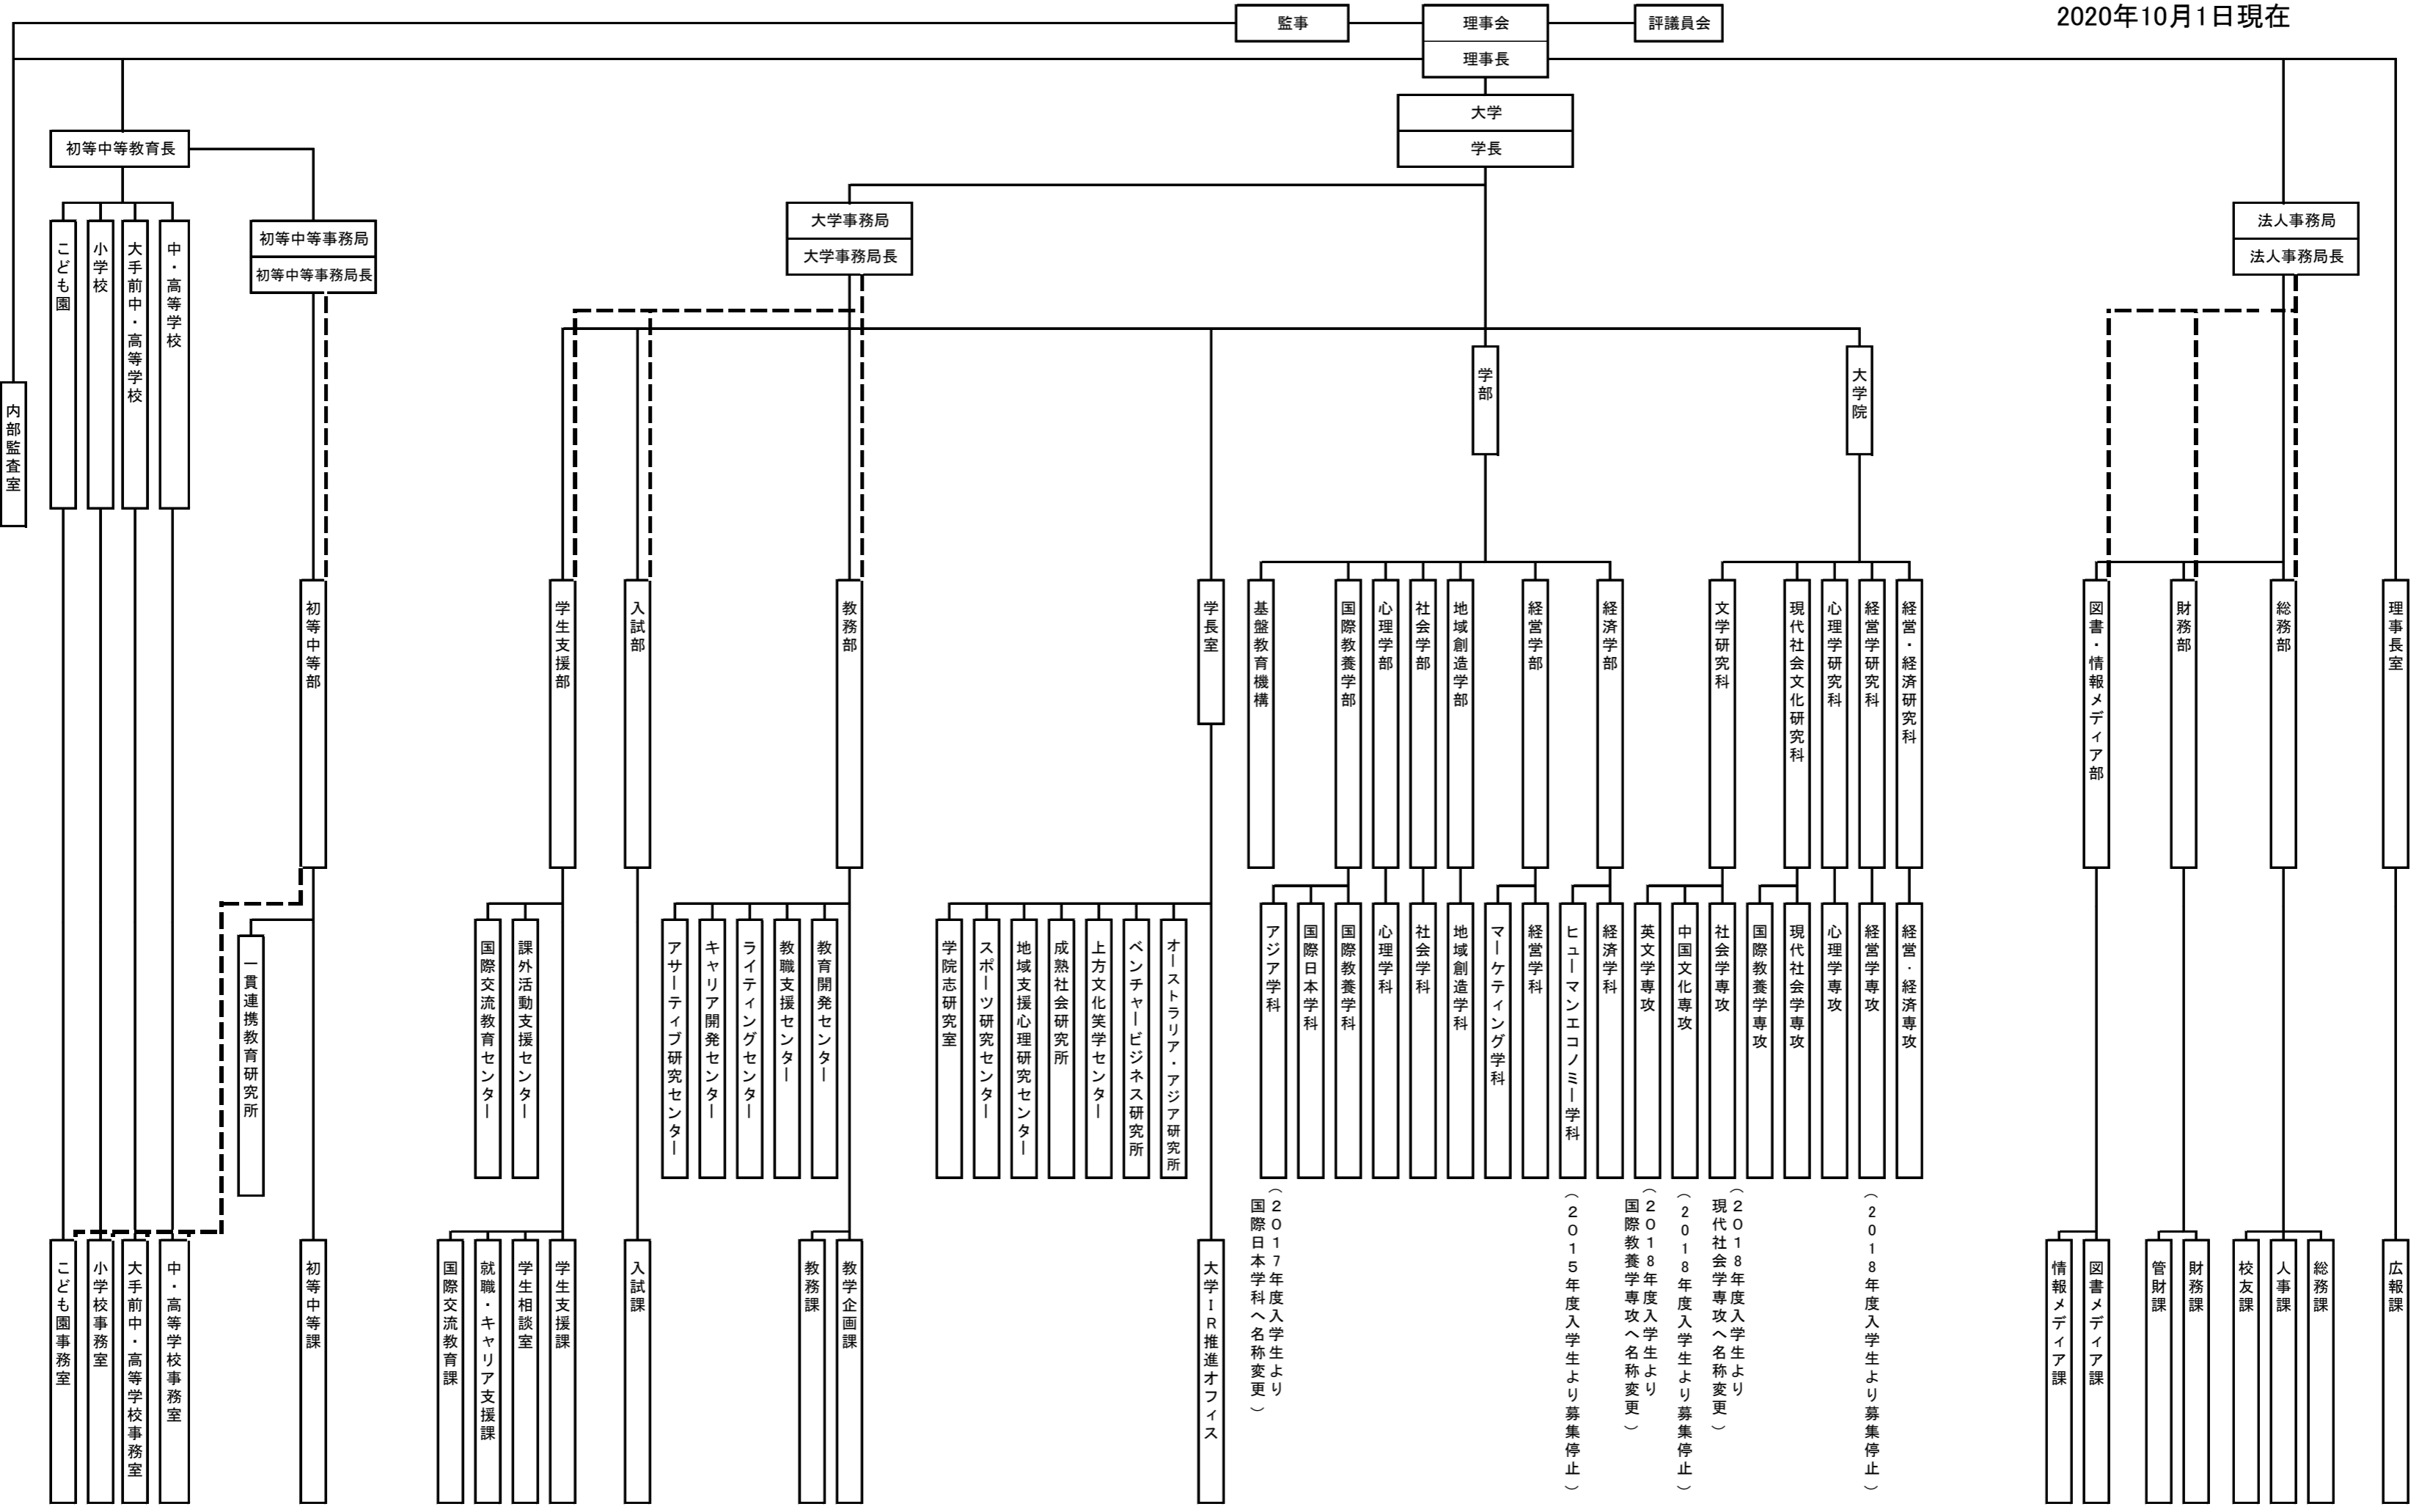 2020年10月1日現在
監事
理事会
評議員会
理事長
大学
学長
初等中等教育長
大学事務局
大学事務局長
法人事務局
法人事務局長
初等中等事務局
初等中等事務局長
内部監査室
こども園
小学校
大手前中・高等学校
中・高等学校
学部
大学院
初等中等部
学生支援部
入試部
教務部
学長室
基盤教育機構
国際教養学部
心理学部
社会学部
地域創造学部
経営学部
経済学部
文学研究科
現代社会文化研究科
心理学研究科
経営学研究科
経営・経済研究科
図書・情報メディア部
財務部
総務部
理事長室
一貫連携教育研究所
国際交流教育センター
課外活動支援センター
アサーティブ研究センター
キャリア開発センター
ライティングセンター
教職支援センター
教育開発センター
学院志研究室
スポーツ研究センター
地域支援心理研究センター
成熟社会研究所
上方文化笑学センター
ベンチャービジネス研究所
オーストラリア・アジア研究所
アジア学科
国際日本学科
国際教養学科
心理学科
社会学科
地域創造学科
マーケティング学科
経営学科
ヒューマンエコノミー学科
経済学科
英文学専攻
中国文化専攻
社会学専攻
国際教養学専攻
現代社会学専攻
心理学専攻
経営学専攻
経営・経済専攻
（２０１７年度入学生より
国際日本学科へ名称変更）
（２０１５年度入学生より募集停止）
（２０１８年度入学生より
国際教養学専攻へ名称変更）
（２０１８年度入学生より募集停止）
（２０１８年度入学生より
現代社会学専攻へ名称変更）
（２０１８年度入学生より募集停止）
こども園事務室
小学校事務室
大手前中・高等学校事務室
中・高等学校事務室
初等中等課
国際交流教育課
就職・キャリア支援課
学生相談室
学生支援課
入試課
教務課
教学企画課
大学ＩＲ推進オフィス
情報メディア課
図書メディア課
管財課
財務課
校友課
人事課
総務課
広報課